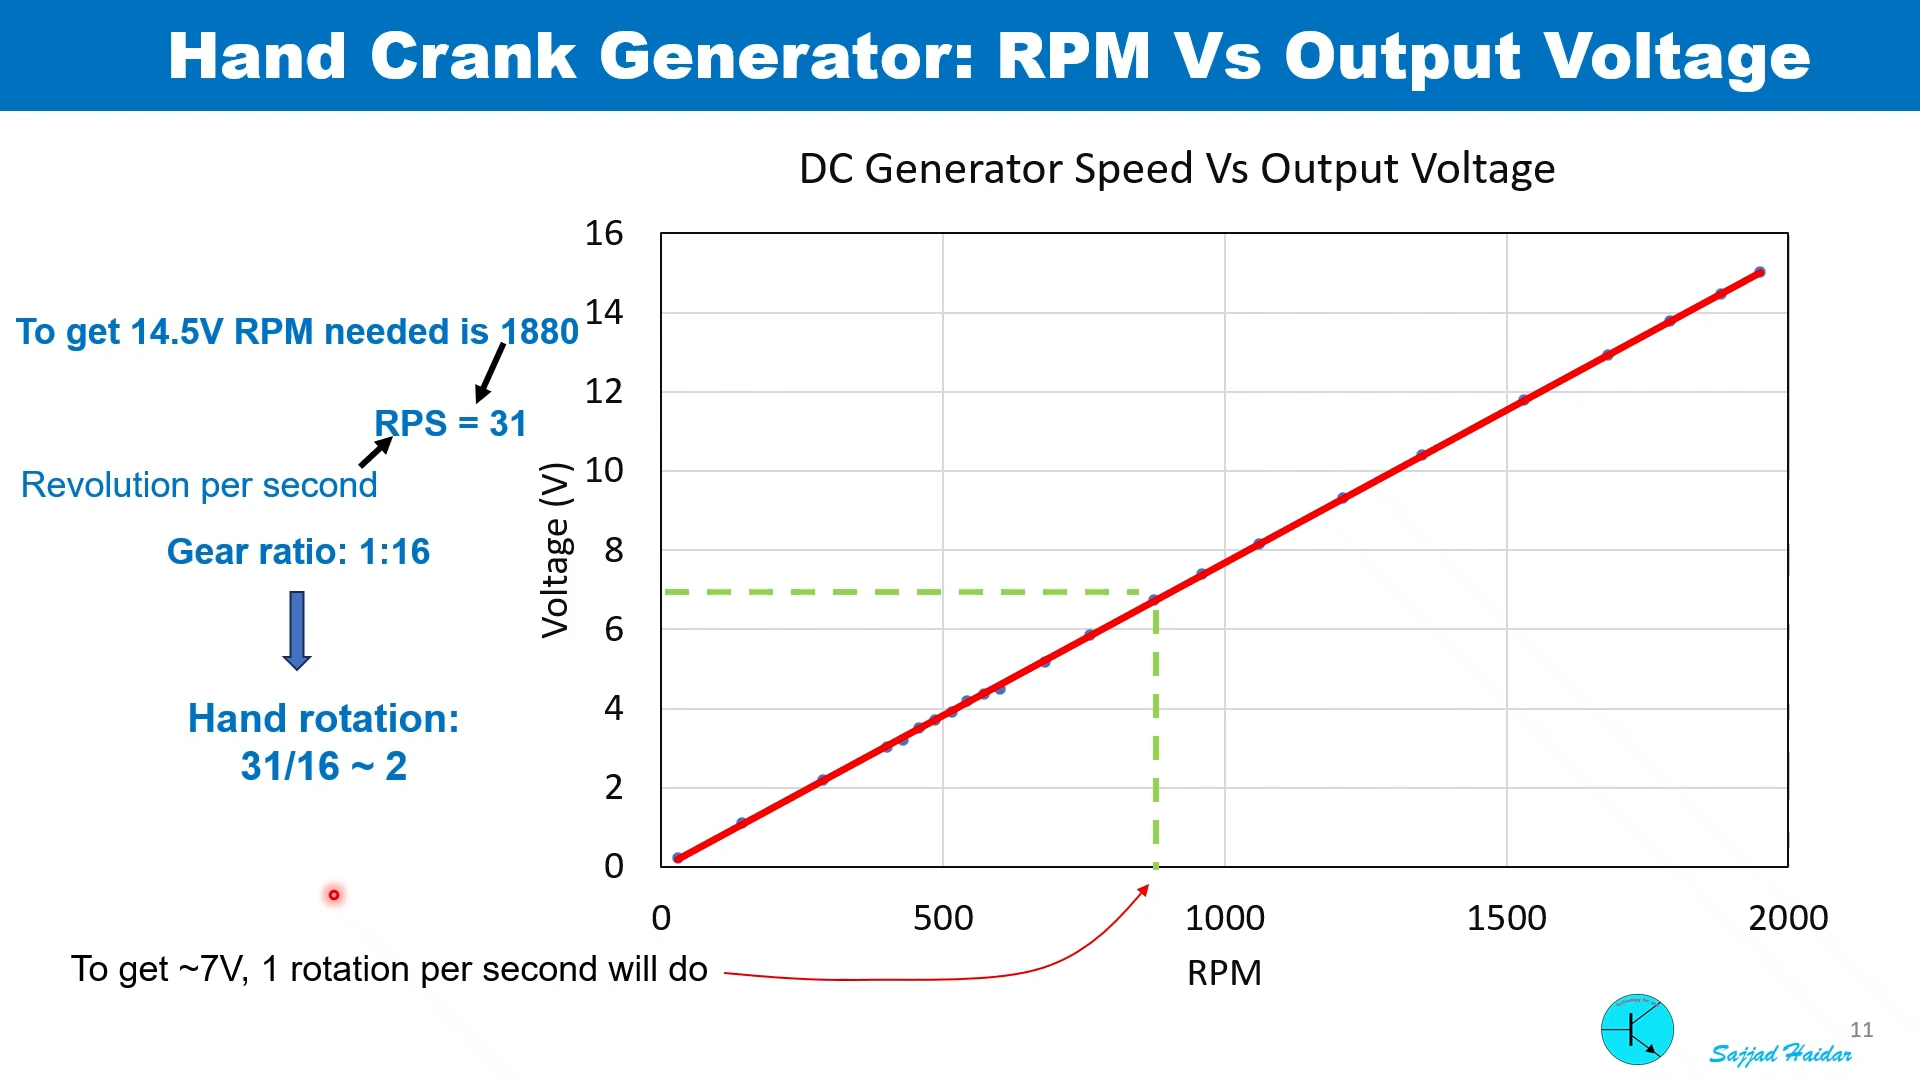 Hand Crank Generator: RPM Vs Output Voltage
DC Generator Speed Vs Output Voltage
To get 14.5V RPM needed is 1880
RPS = 31
Revolution per second
Gear ratio: 1:16
Hand rotation:
31/16 ~ 2
To get ~7V, 1 rotation per second will do
Voltage (V)
16
14
12
10
8
6
4
2
0
0 500 1000 1500 2000
RPM
11
Sajjad Haidar